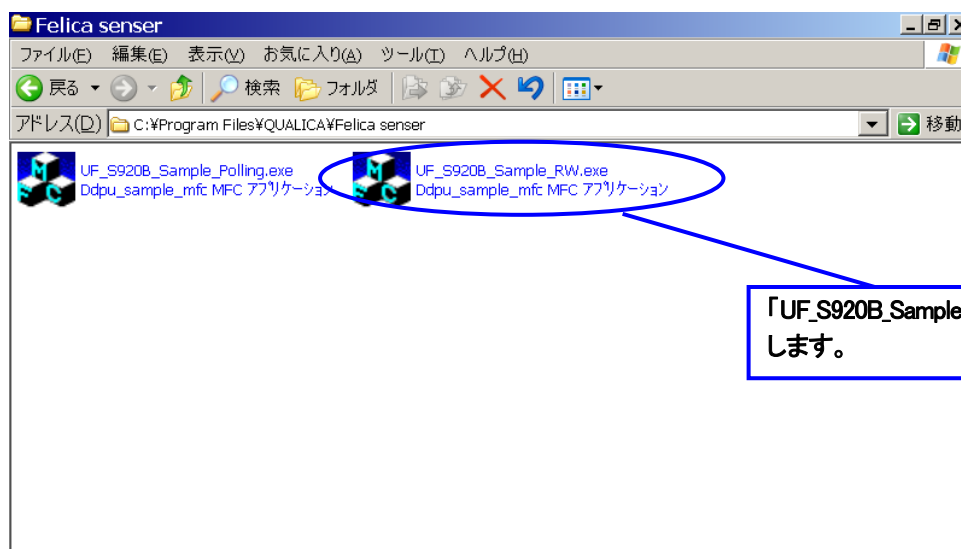 Felica senser
ファイル(F) 編集(E) 表示(V) お気に入り(A) ツール(T) ヘルプ(H)
戻る 検索 フォルダ
アドレス(D) C:¥Program Files¥QUALICA¥Felica senser 移動
UF_S920B_Sample_Polling.exe
Ddpu_sample_mfc MFC アプリケーション
UF_S920B_Sample_RW.exe
Ddpu_sample_mfc MFC アプリケーション
「UF_S920B_Sample
します。